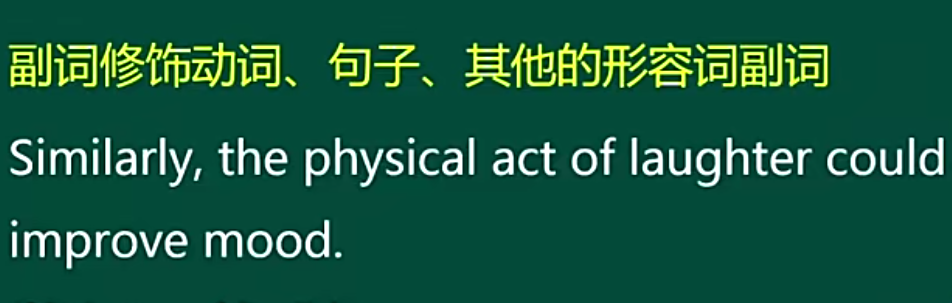 副词修饰动词、句子、其他的形容词副词
Similarly, the physical act of laughter could
improve mood.